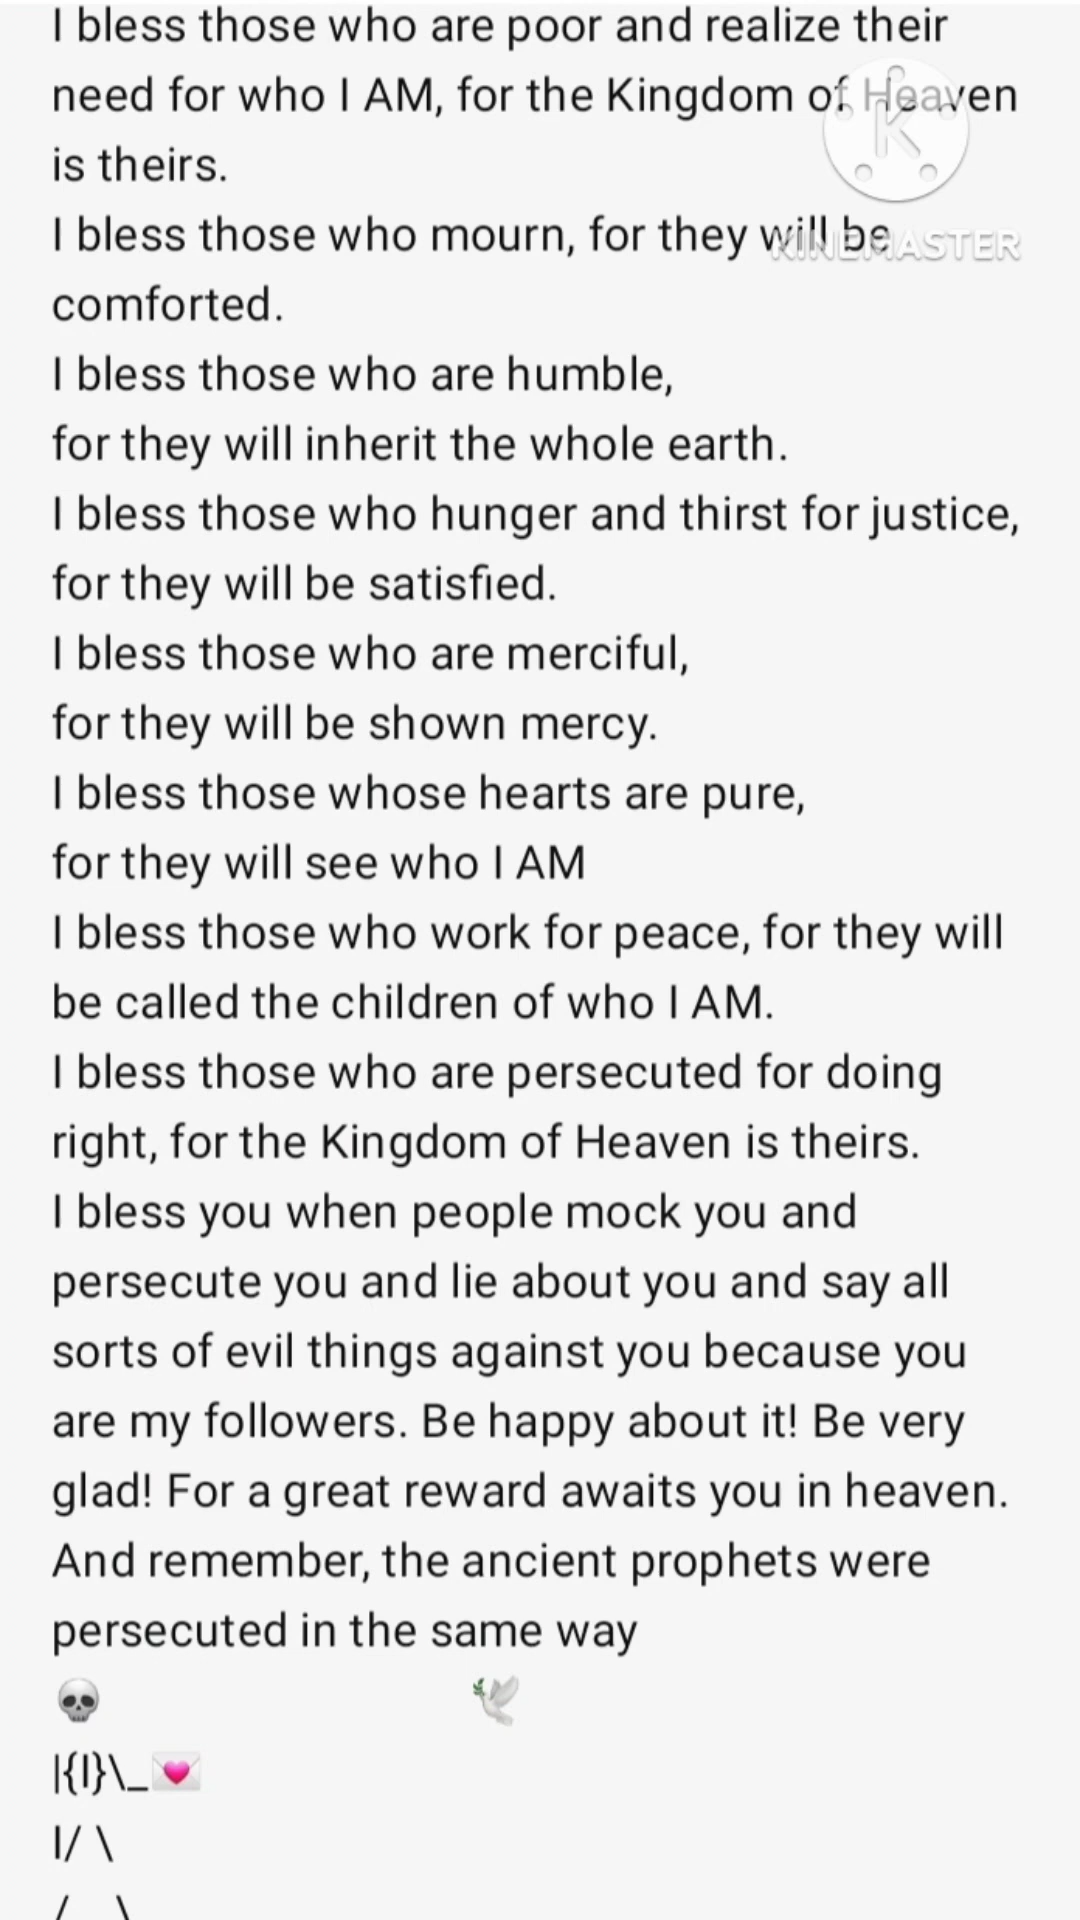 I bless those who are poor and realize their
need for who I AM, for the Kingdom of Heaven
is theirs.
I bless those who mourn, for they will be
comforted.
I bless those who are humble,
for they will inherit the whole earth.
I bless those who hunger and thirst for justice,
for they will be satisfied.
I bless those who are merciful,
for they will be shown mercy.
I bless those whose hearts are pure,
for they will see who I AM
I bless those who work for peace, for they will
be called the children of who I AM.
I bless those who are persecuted for doing
right, for the Kingdom of Heaven is theirs.
I bless you when people mock you and
persecute you and lie about you and say all
sorts of evil things against you because you
are my followers. Be happy about it! Be very
glad! For a great reward awaits you in heaven.
And remember, the ancient prophets were
persecuted in the same way
💀 🕊️
|{I}\_💌
I/ \
/ \
K
KINEMASTER